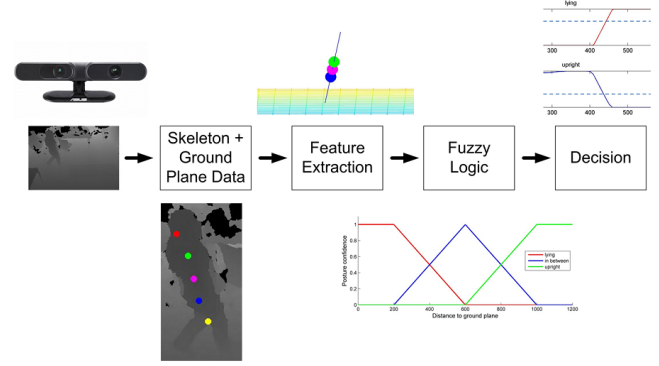 lying
300
400
500
upright
300
400
500
Skeleton +
Ground
Plane Data
Feature
Extraction
Fuzzy
Logic
Decision
Posture confidence
1
0.8
0.6
0.4
0.2
0
lying
in between
upright
0
200
400
600
800
1000
1200
Distance to ground plane